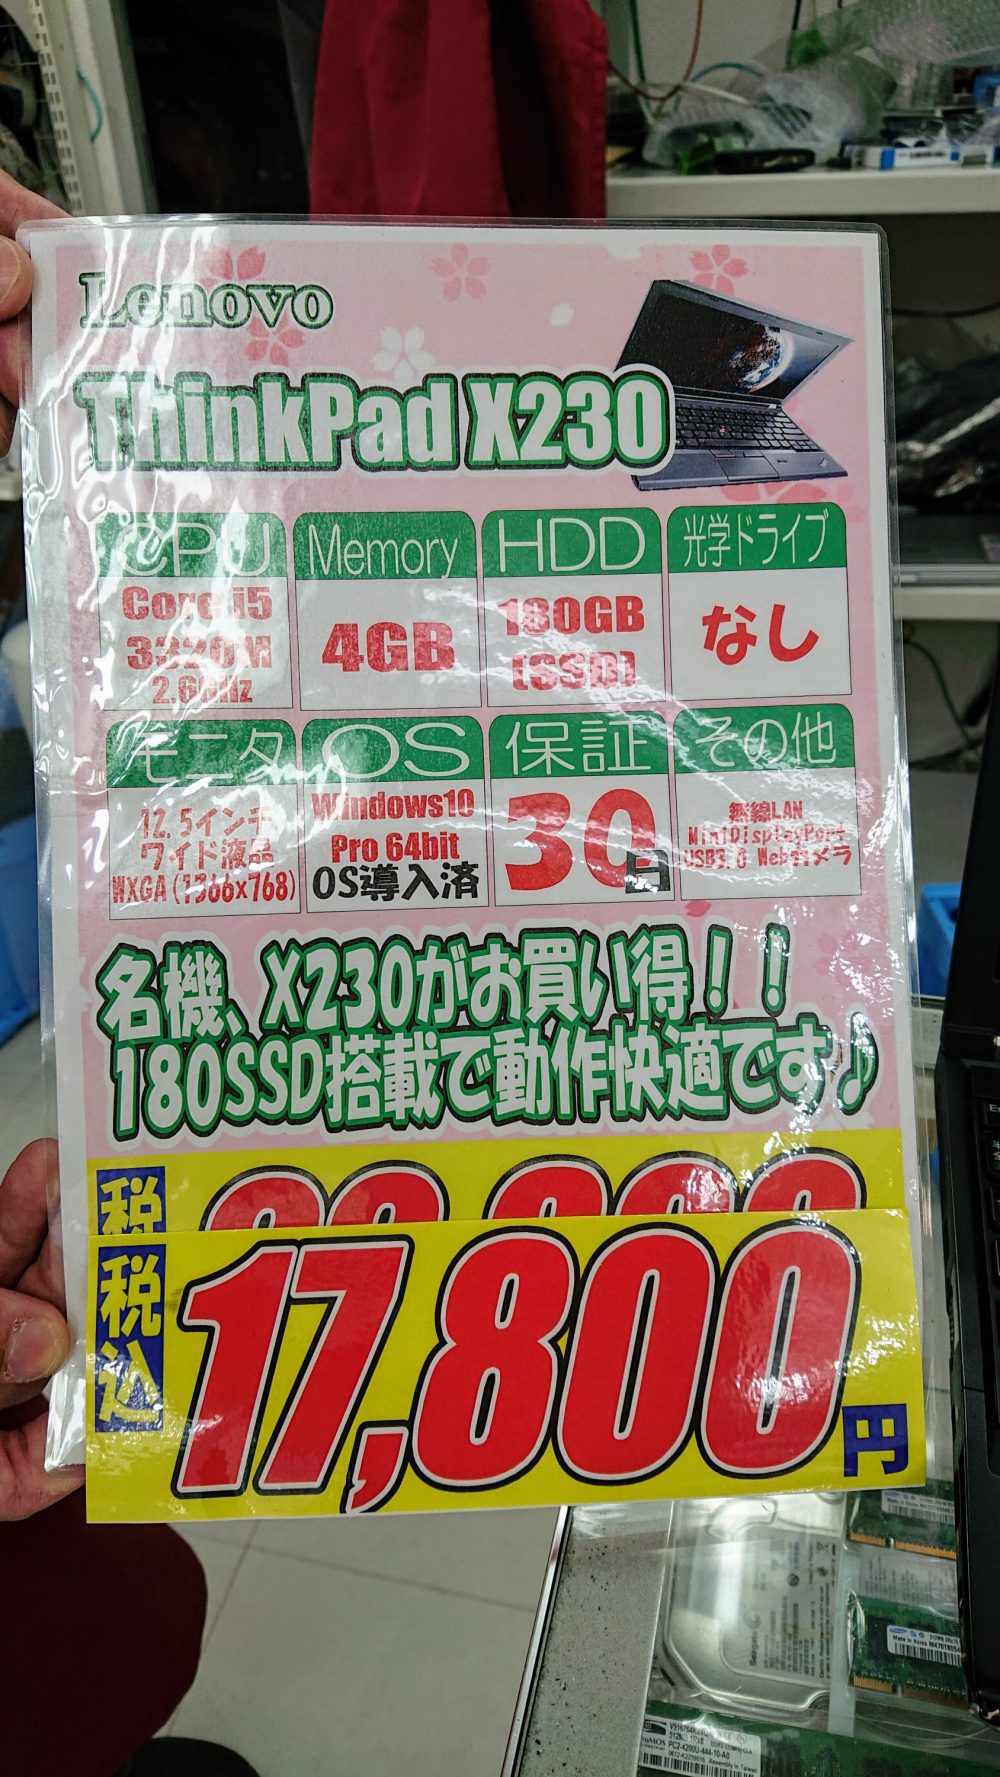 Lenovo
ThinkPad X230
CPU
Core i5
3320M
2.6GHz
Memory
4GB
HDD
180GB
(SSD)
光学ドライブ
なし
モニタ
12.5インチ
ワイド液晶
WXGA(1366x768)
OS
Windows10
Pro 64bit
OS導入済
保証
30日
その他
無線LAN
MiniDisplayPort
USB3.0 Webカメラ
名機、X230がお買い得！！
180SSD搭載で動作快適です♪
税
税込
17,800円